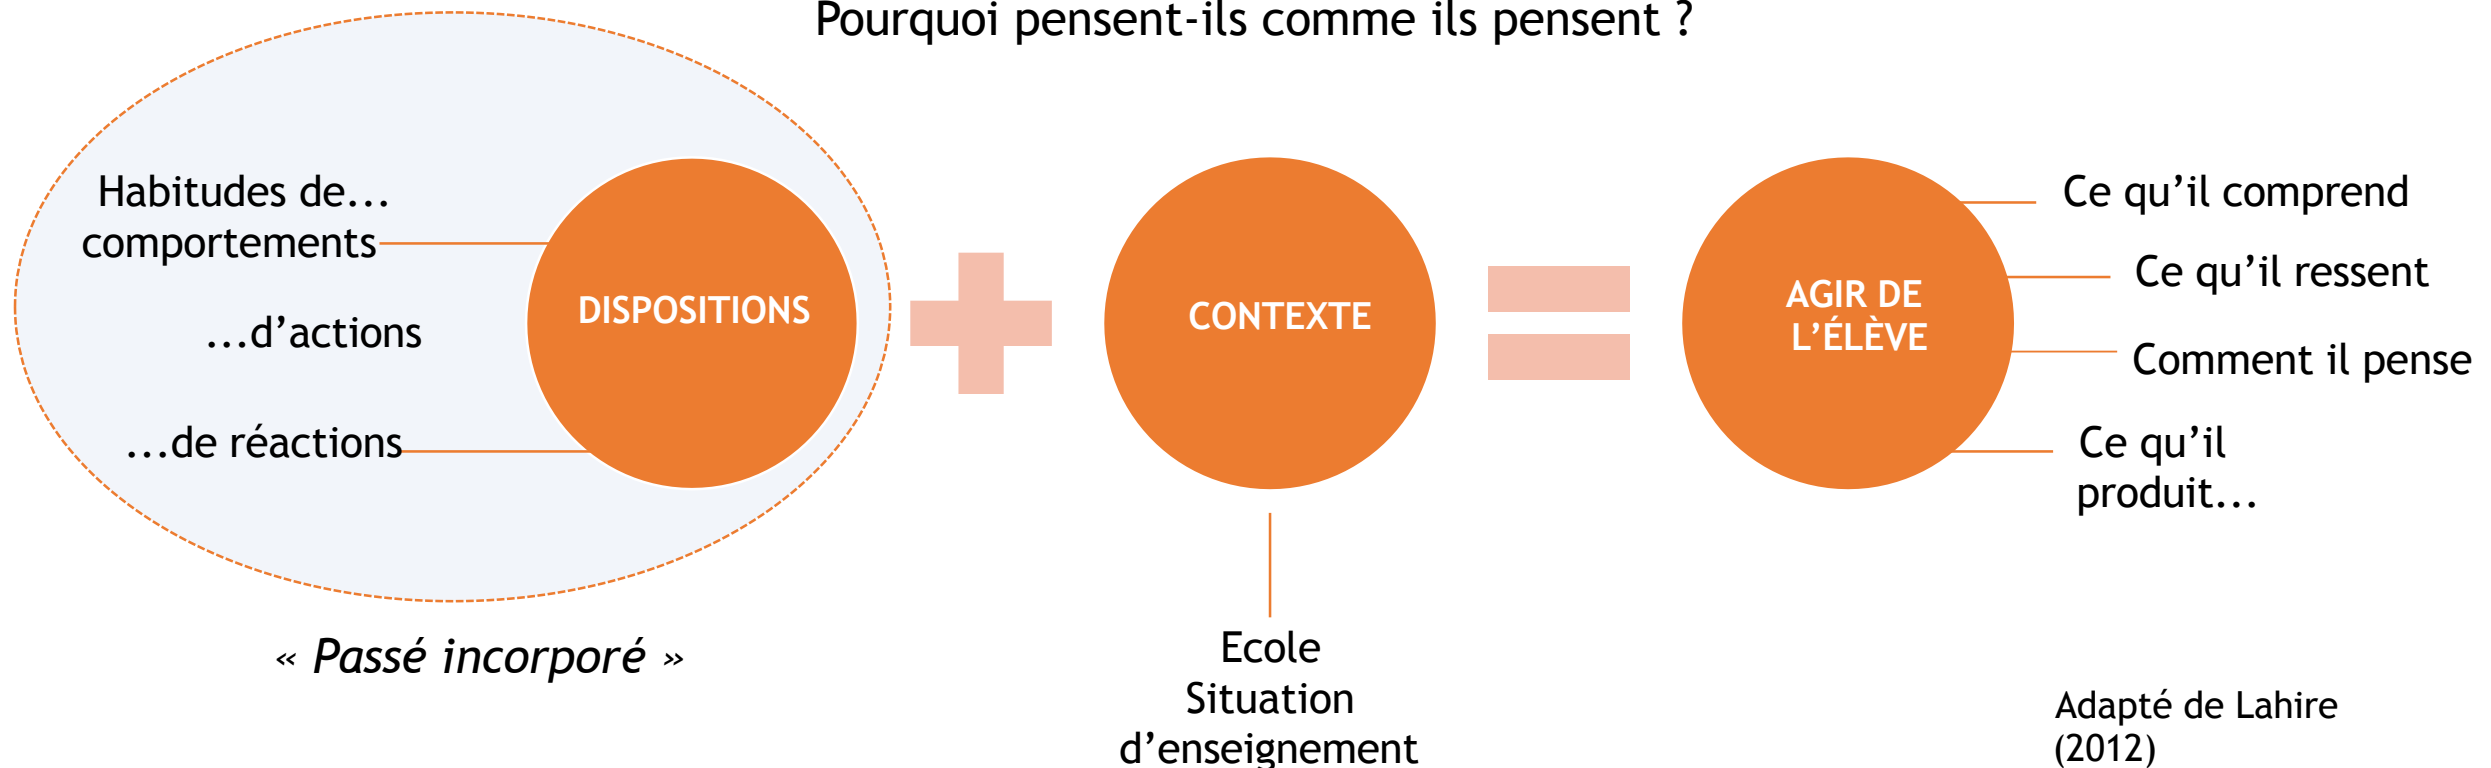 Pourquoi pensent-ils comme ils pensent ?
Habitudes de...
comportements
...d’actions
...de réactions
DISPOSITIONS
« Passé incorporé »
CONTEXTE
Ecole
Situation
d’enseignement
AGIR DE
L’ÉLÈVE
Ce qu’il comprend
Ce qu’il ressent
Comment il pense
Ce qu’il
produit...
Adapté de Lahire
(2012)